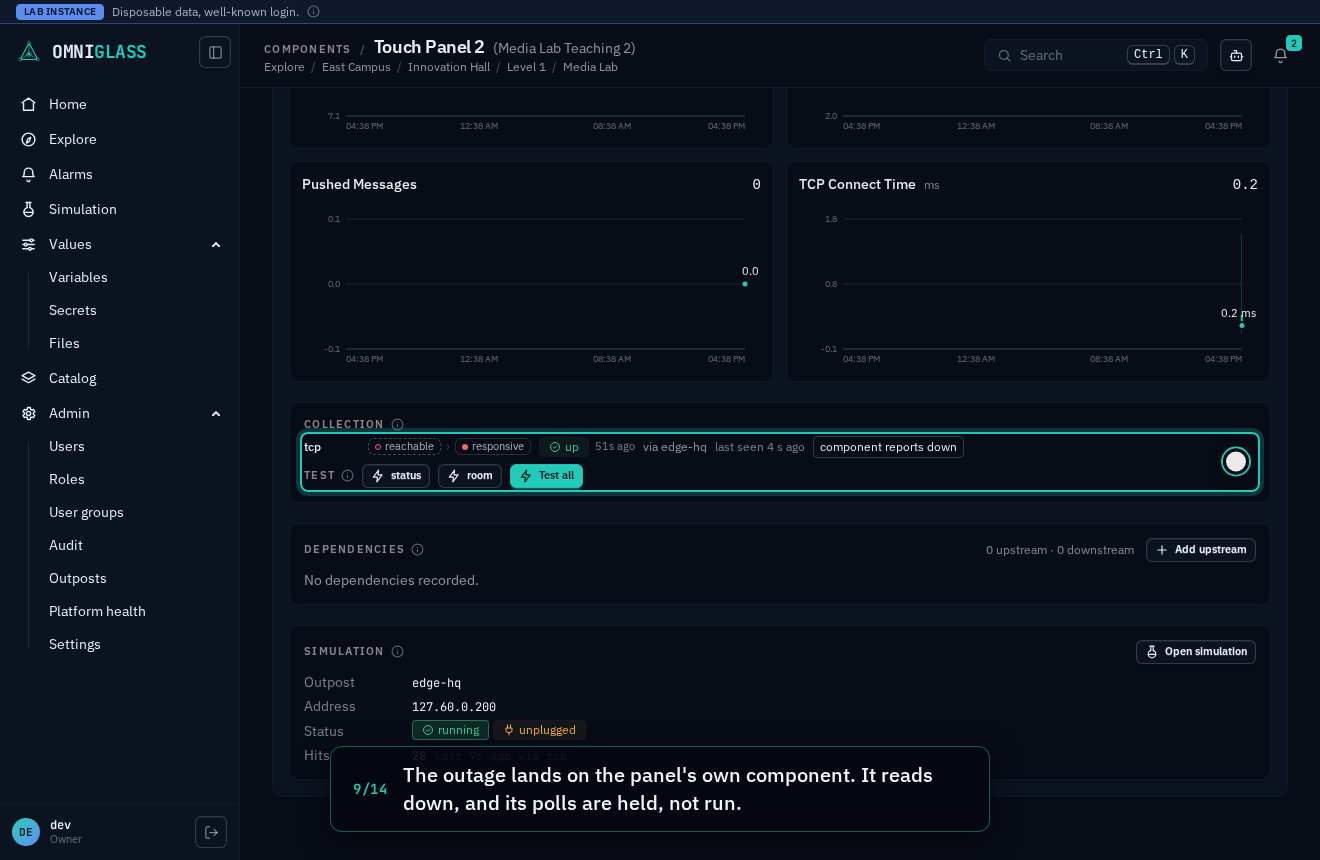 LAB INSTANCE Disposable data, well-known login.
OMNIGLASS
COMPONENTS / Touch Panel 2 (Media Lab Teaching 2)
Explore / East Campus / Innovation Hall / Level 1 / Media Lab
Search Ctrl K
2
Home
Explore
Alarms
Simulation
Values
Variables
Secrets
Files
Catalog
Admin
Users
Roles
User groups
Audit
Outposts
Platform health
Settings
DE dev
Owner
7.1
04:38 PM 12:38 AM 08:38 AM 04:38 PM
2.0
04:38 PM 12:38 AM 08:38 AM 04:38 PM
Pushed Messages 0
0.1
0.0
0.0
-0.1
04:38 PM 12:38 AM 08:38 AM 04:38 PM
TCP Connect Time ms 0.2
1.8
0.8
0.2 ms
-0.1
04:38 PM 12:38 AM 08:38 AM 04:38 PM
COLLECTION
tcp reachable › responsive up 51s ago via edge-hq last seen 4 s ago component reports down
TEST status room Test all
DEPENDENCIES 0 upstream · 0 downstream Add upstream
No dependencies recorded.
SIMULATION Open simulation
Outpost edge-hq
Address 127.60.0.200
Status running unplugged
Hits 28 last 9s ago via tcp
9/14 The outage lands on the panel's own component. It reads
down, and its polls are held, not run.